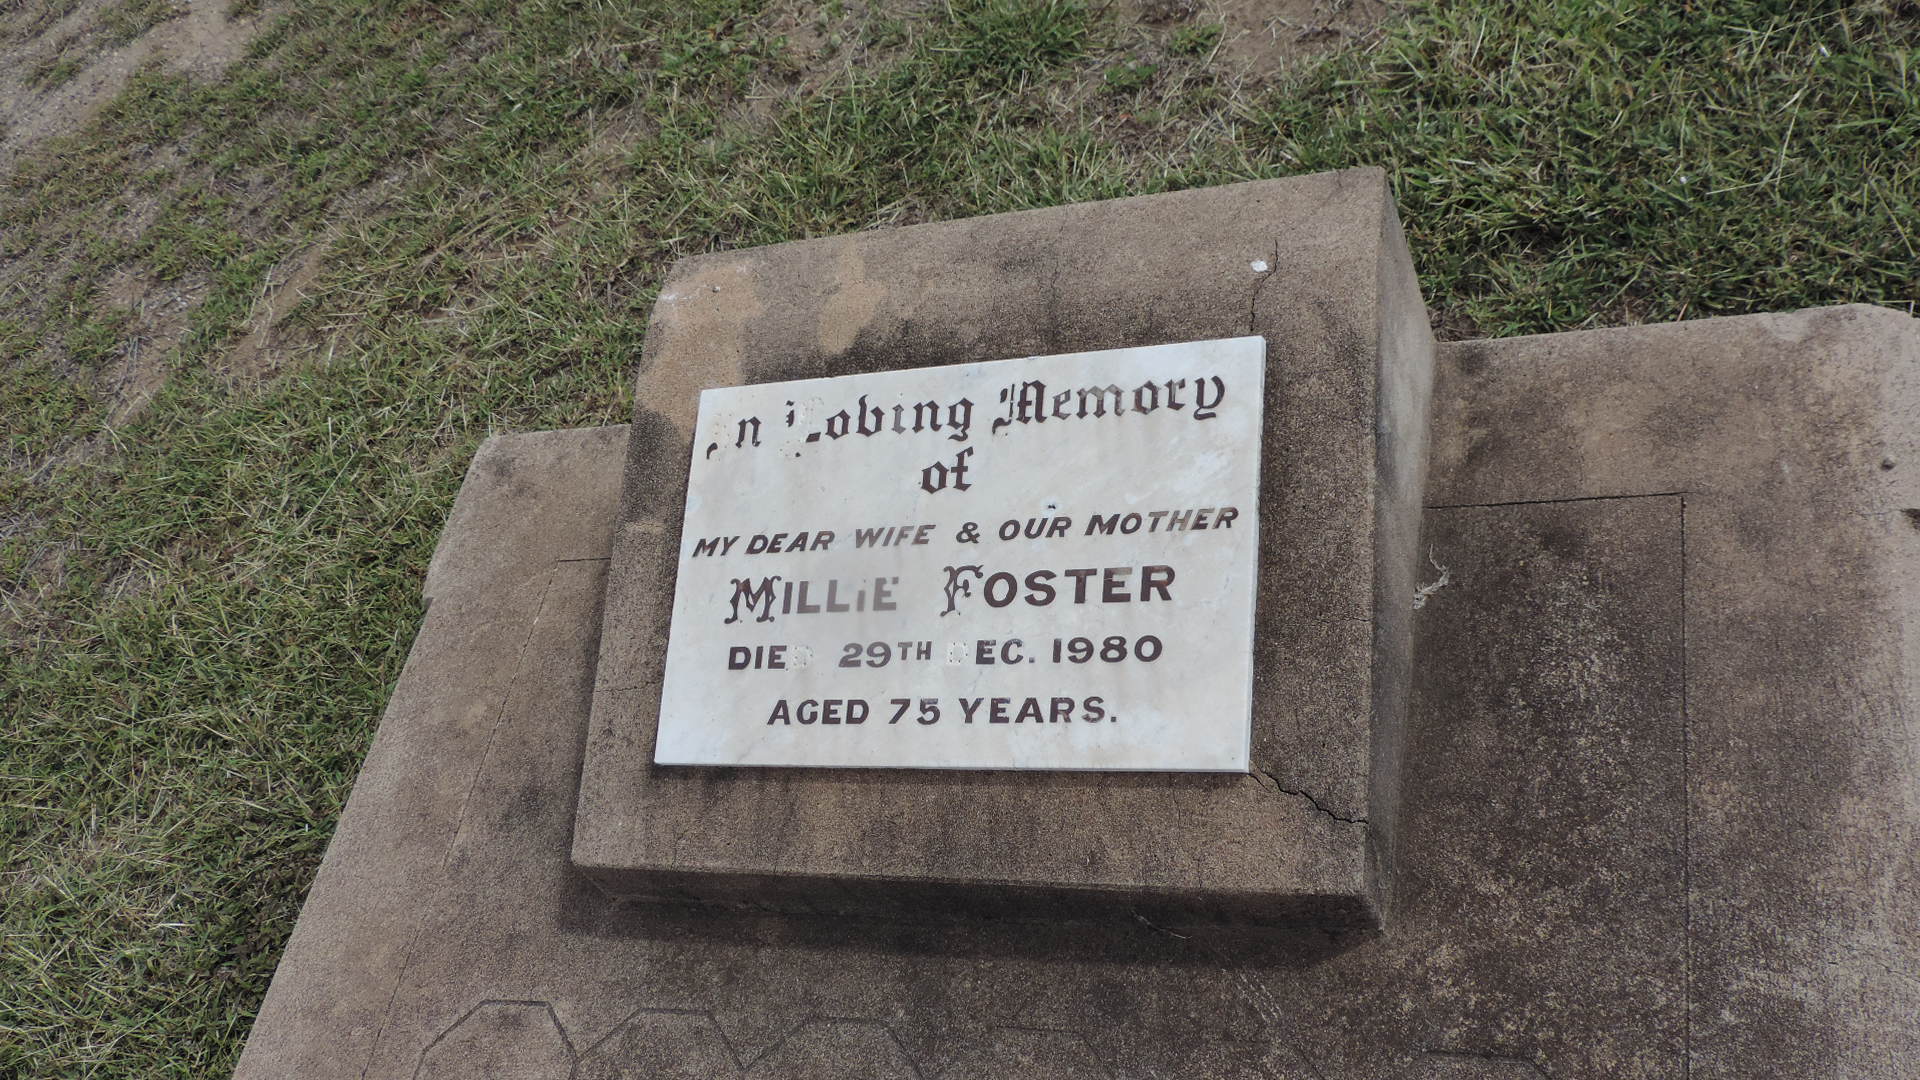 In Loving Memory
of
MY DEAR WIFE & OUR MOTHER
MILLIE FOSTER
DIED 29TH DEC. 1980
AGED 75 YEARS.